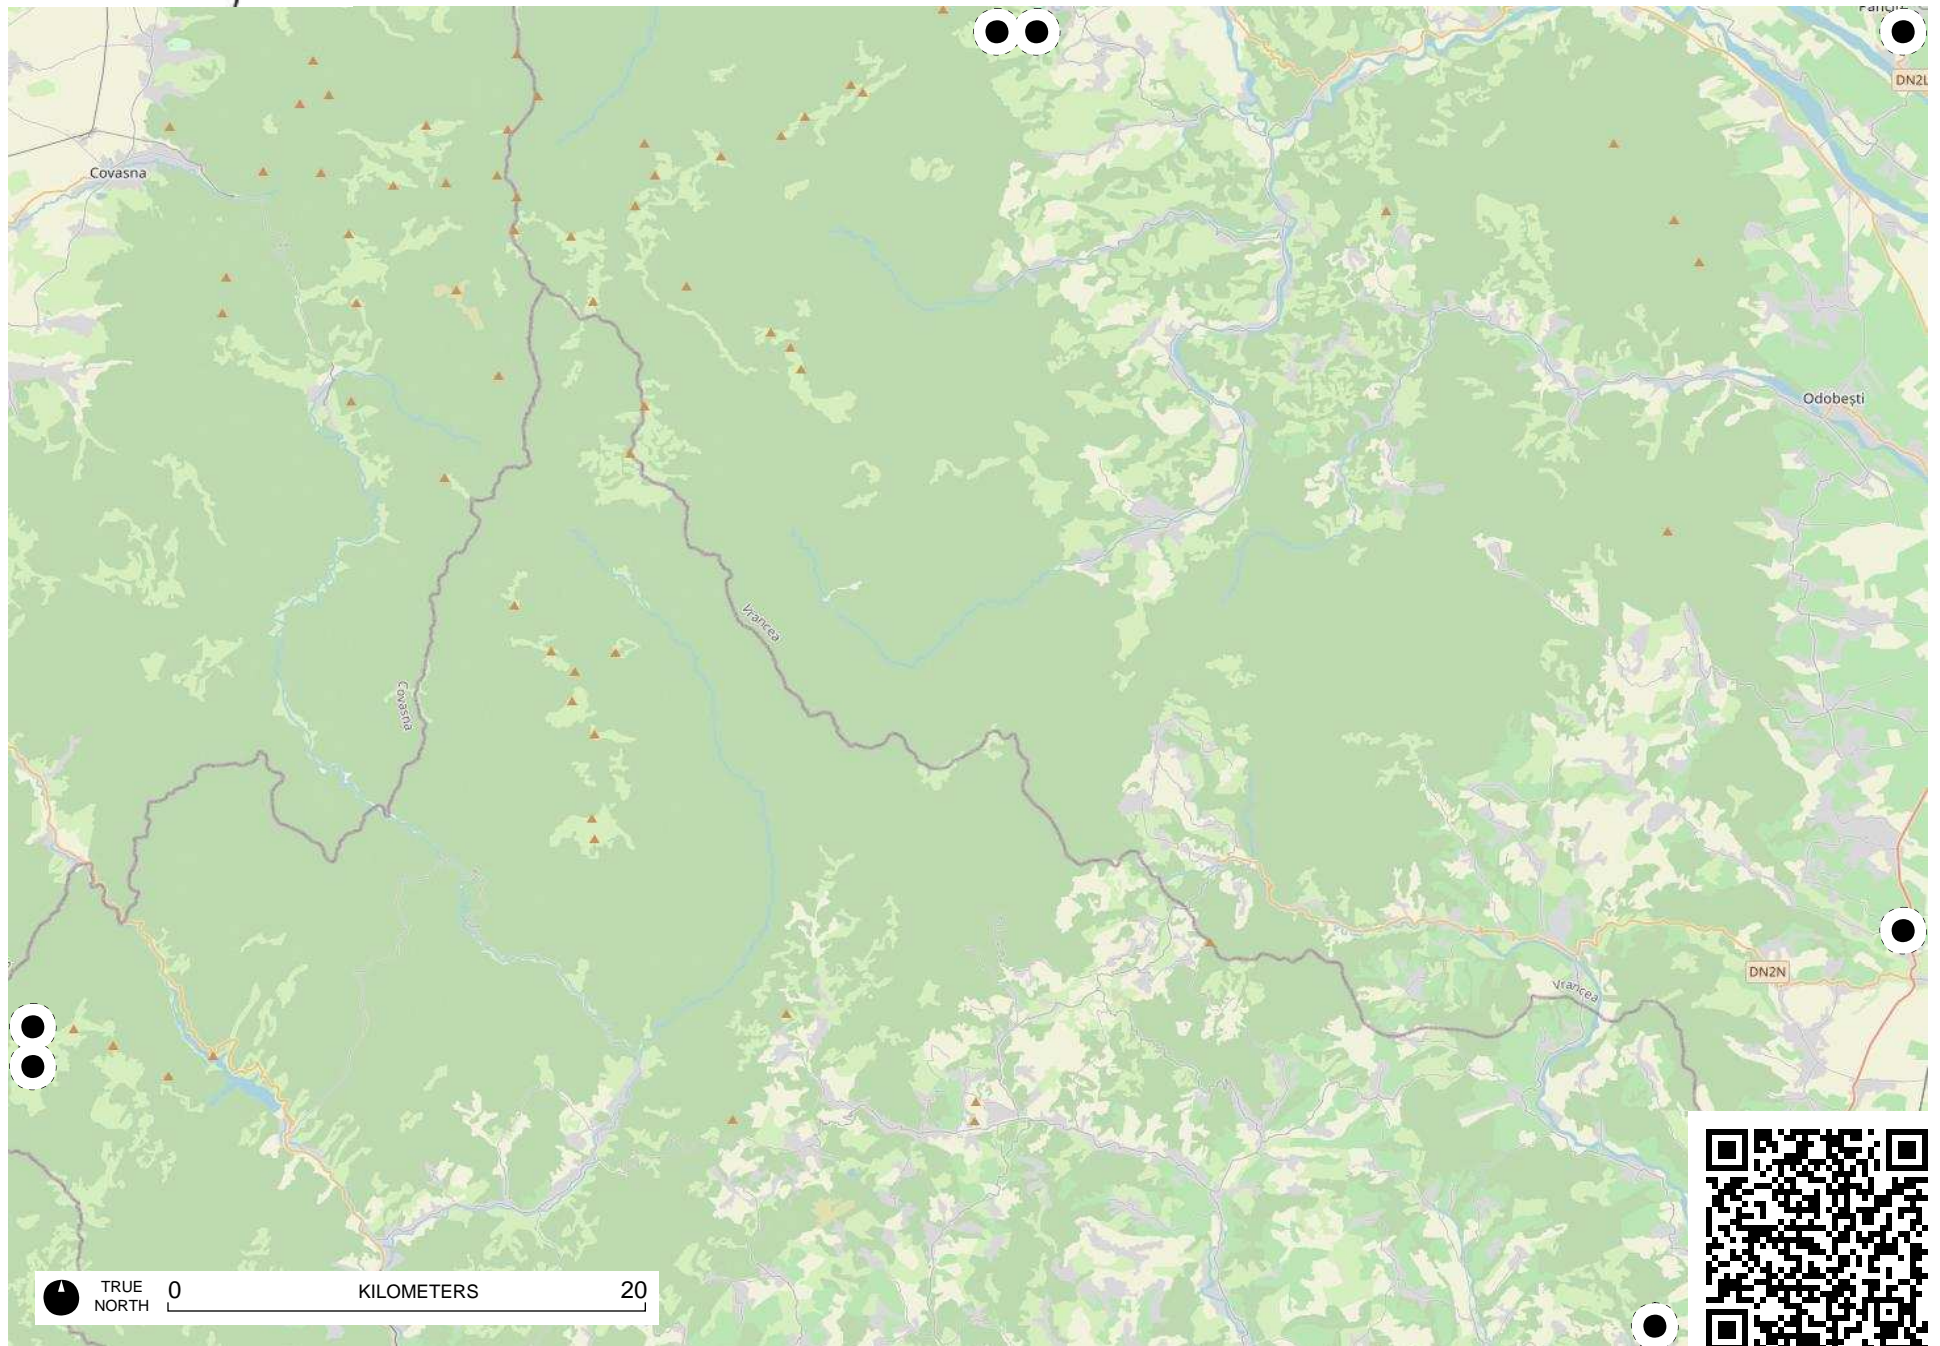 DN2L
Covasna
Odobești
Vrancea
Covasna
DN2N
Vrancea
TRUE
NORTH
0
KILOMETERS
20